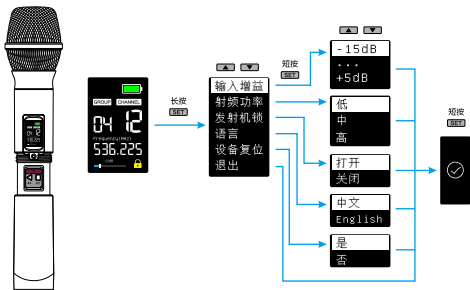 GROUP CHANNEL
04 12
Frequency(MHz)
536.225
长按
SET
输入增益
射频功率
发射机锁
语言
设备复位
退出
短按
SET
-15dB
...
+5dB
低
中
高
打开
关闭
中文
English
是
否
短按
SET